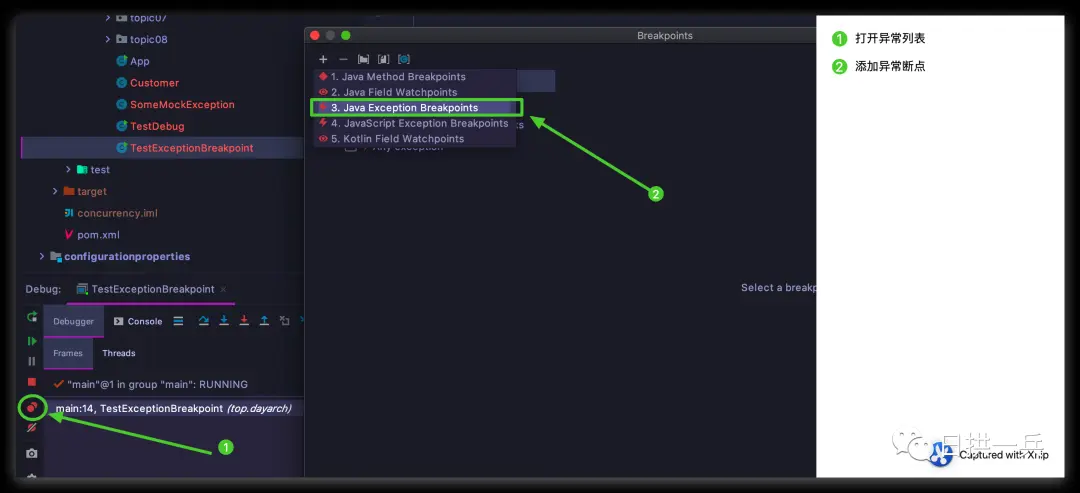 topic07
topic08
App
Customer
SomeMockException
TestDebug
TestExceptionBreakpoint
test
target
concurrency.iml
pom.xml
configurationproperties
Debug:
TestExceptionBreakpoint
Debugger
Console
Frames
Threads
"main"@1 in group "main": RUNNING
main:14, TestExceptionBreakpoint (top.dayarch)
1
Breakpoints
1. Java Method Breakpoints
2. Java Field Watchpoints
3. Java Exception Breakpoints
4. JavaScript Exception Breakpoints
5. Kotlin Field Watchpoints
Any exception
2
Select a breakp
1 打开异常列表
2 添加异常断点
日拱一兵
Captured with Xnip